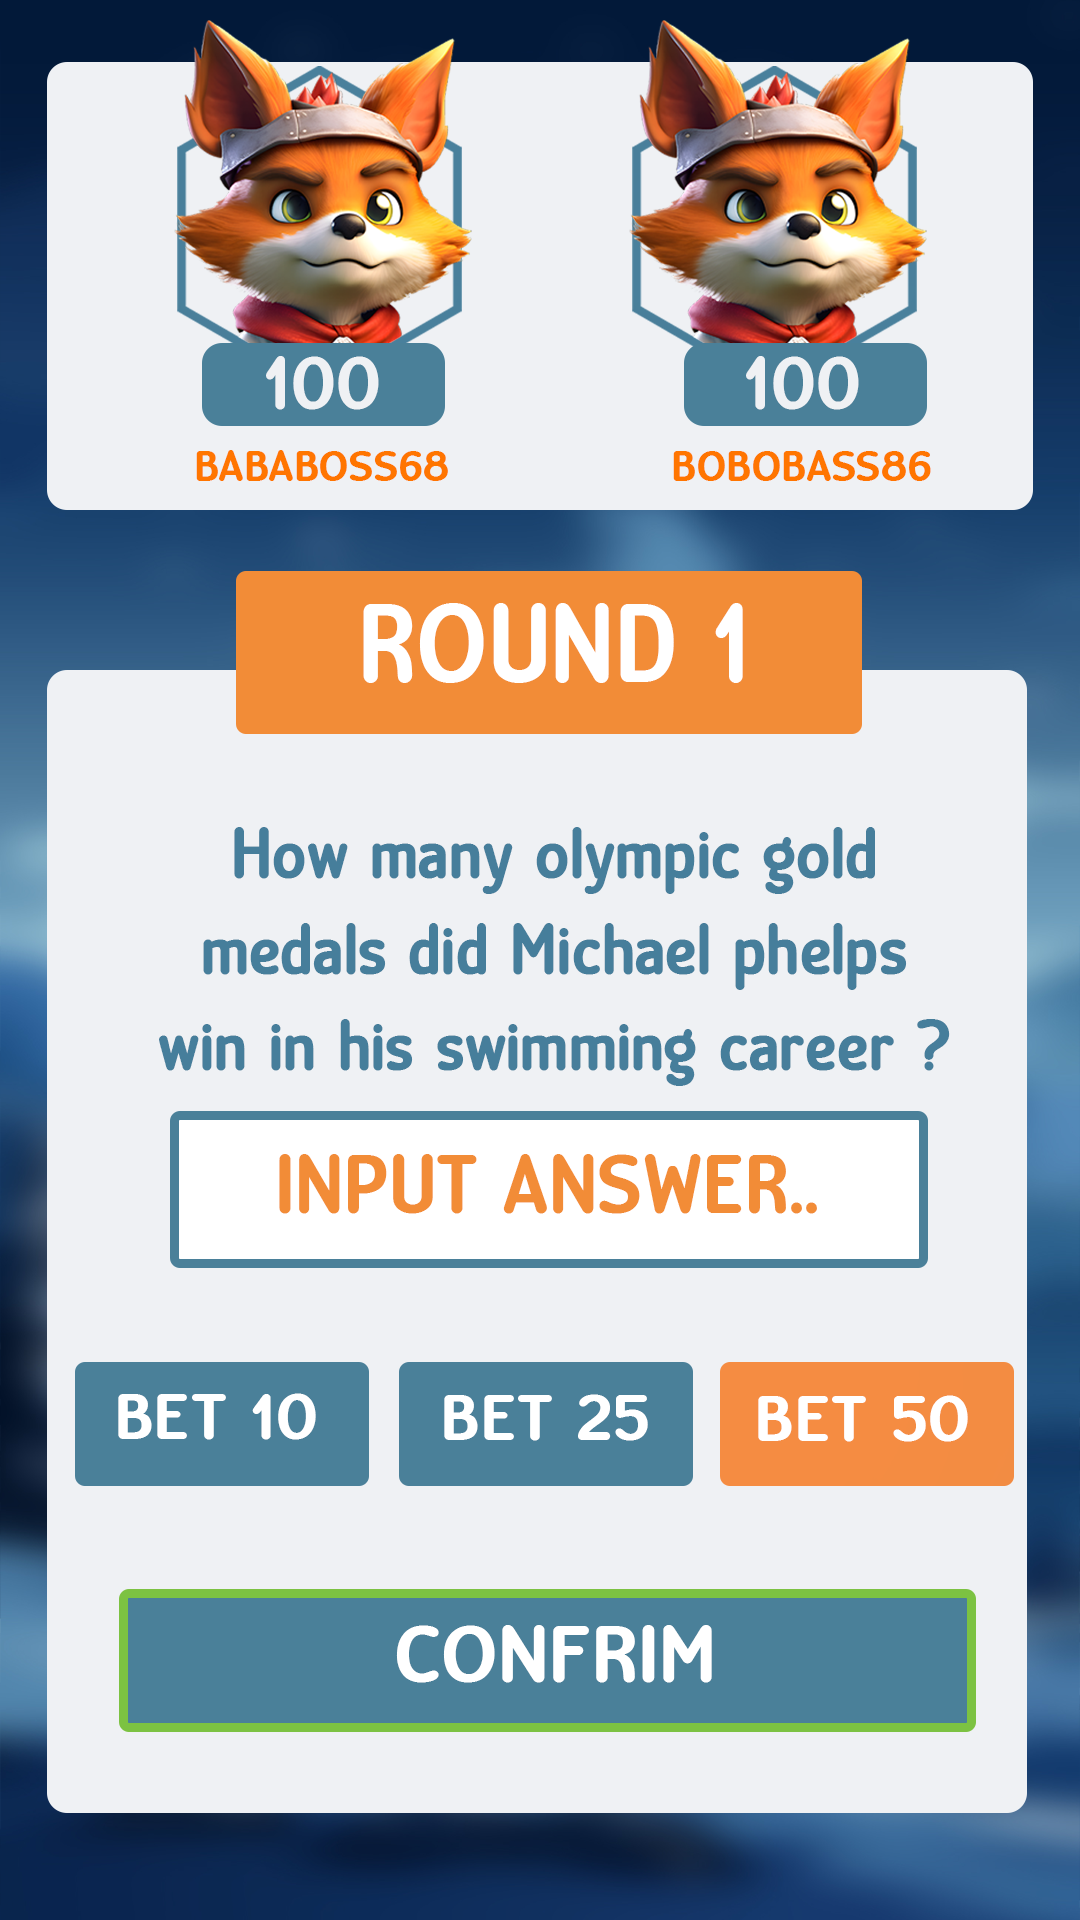 100
100
BABABOSS68
BOBOBASS86
ROUND 1
How many olympic gold
medals did Michael phelps
win in his swimming career ?
INPUT ANSWER..
BET 10
BET 25
BET 50
CONFRIM